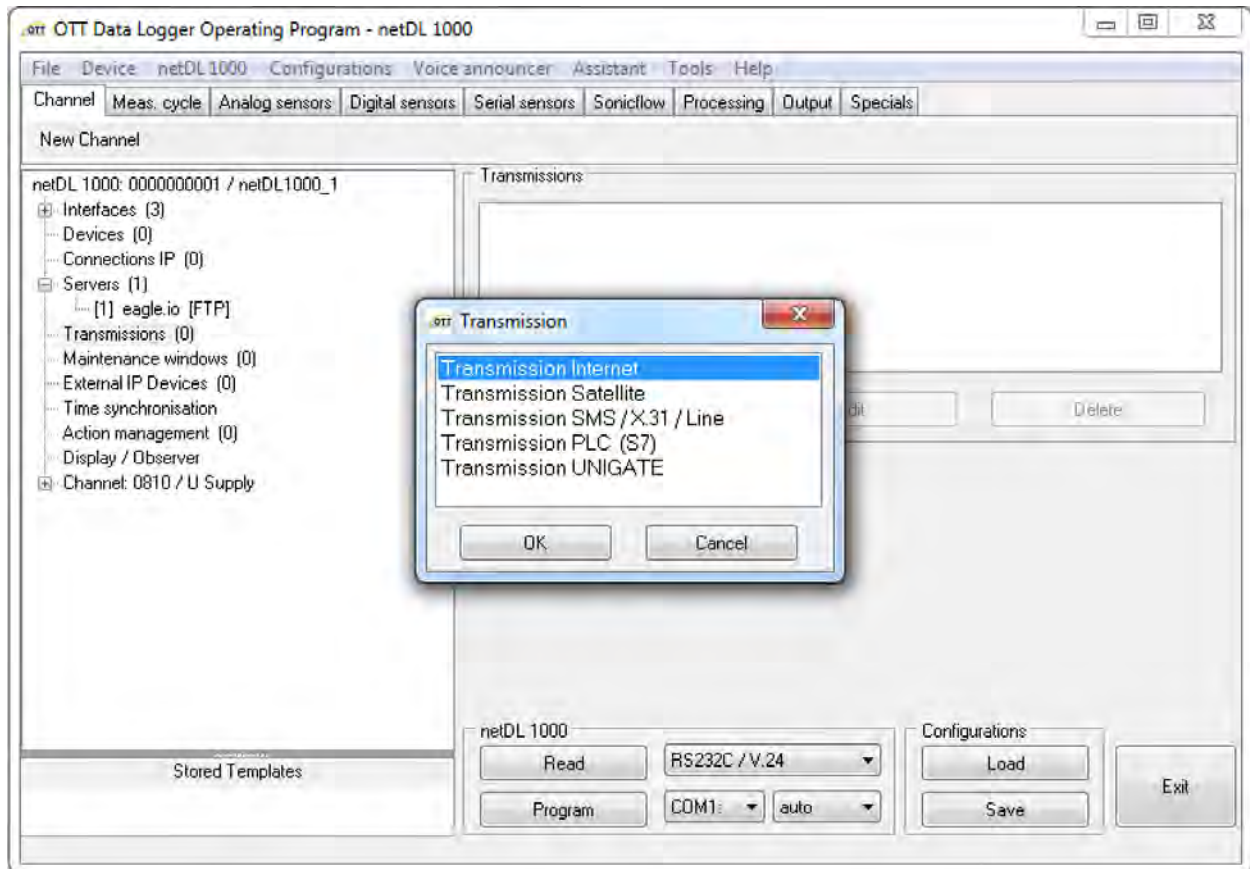 OTT OTT Data Logger Operating Program - netDL 1000
File Device netDL 1000 Configurations Voice announcer Assistant Tools Help
Channel Meas. cycle Analog sensors Digital sensors Serial sensors Sonicflow Processing Output Specials
New Channel
netDL 1000: 0000000001 / netDL1000_1
Interfaces (3)
Devices (0)
Connections IP (0)
Servers (1)
[1] eagle.io [FTP]
Transmissions (0)
Maintenance windows (0)
External IP Devices (0)
Time synchronisation
Action management (0)
Display / Observer
Channel: 0810 / U Supply
Stored Templates
Transmissions
Delete
OTT Transmission
Transmission Internet
Transmission Satellite
Transmission SMS / X.31 / Line
Transmission PLC (S7)
Transmission UNIGATE
OK Cancel
netDL 1000
Read RS232C / V.24
Program COM1: auto
Configurations
Load
Save
Exit